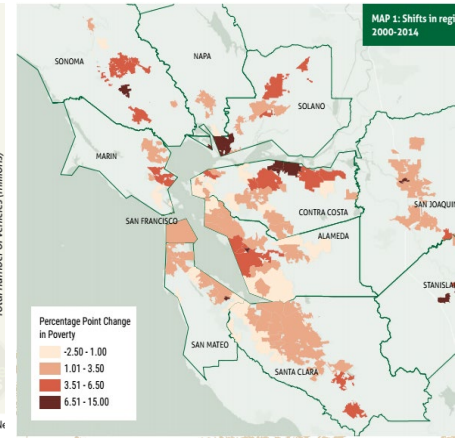 MAP 1: Shifts in regi
2000-2014
SONOMA
NAPA
SOLANO
MARIN
SAN FRANCISCO
CONTRA COSTA
ALAMEDA
SAN JOAQUIN
STANISLA
SAN MATEO
SANTA CLARA
Percentage Point Change
in Poverty
-2.50 - 1.00
1.01 - 3.50
3.51 - 6.50
6.51 - 15.00
Total number of vehicles (millions)